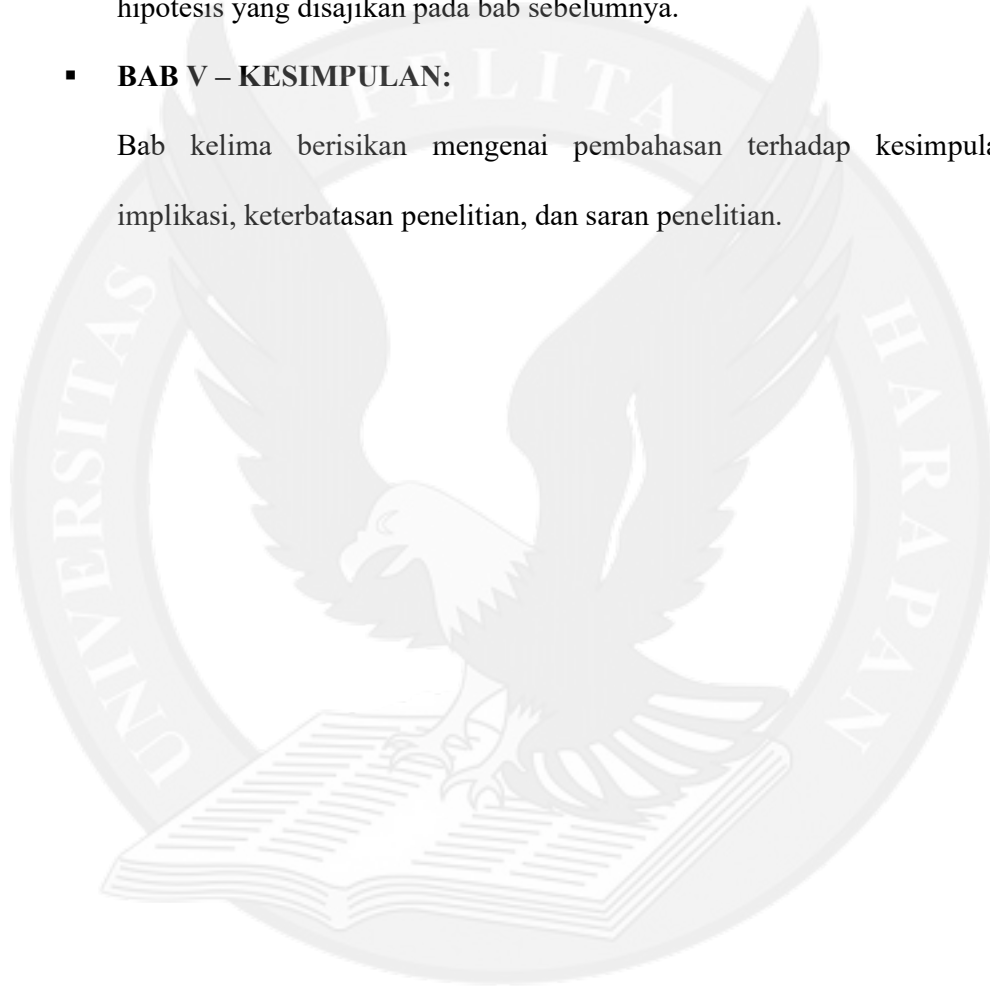 hipotesis yang disajikan pada bab sebelumnya.
▪ BAB V – KESIMPULAN:
Bab kelima berisikan mengenai pembahasan terhadap
implikasi, keterbatasan penelitian, dan saran penelitian.
UNIVERSITAS PELITA HARAPAN